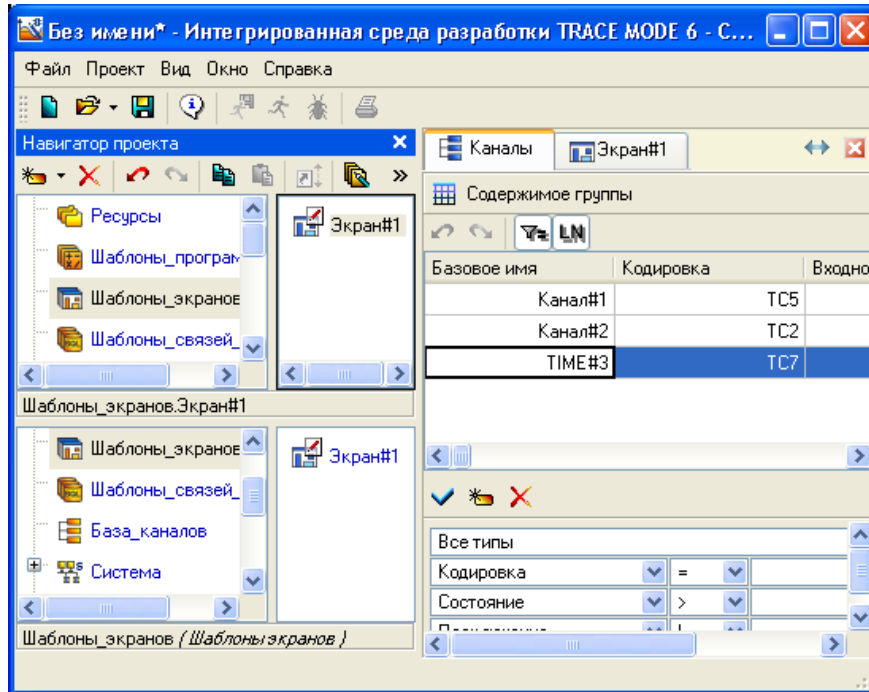 Без имени* - Интегрированная среда разработки TRACE MODE 6 - С...
Файл Проект Вид Окно Справка
Навигатор проекта
Ресурсы
Шаблоны_програм
Шаблоны_экранов
Шаблоны_связей_
Экран#1
Шаблоны_экранов.Экран#1
Шаблоны_экранов
Шаблоны_связей_
База_каналов
Система
Экран#1
Шаблоны_экранов ( Шаблоны экранов )
Каналы Экран#1
Содержимое группы
LN
Базовое имя Кодировка Входно
Канал#1 TC5
Канал#2 TC2
TIME#3 TC7
Все типы
Кодировка =
Состояние >